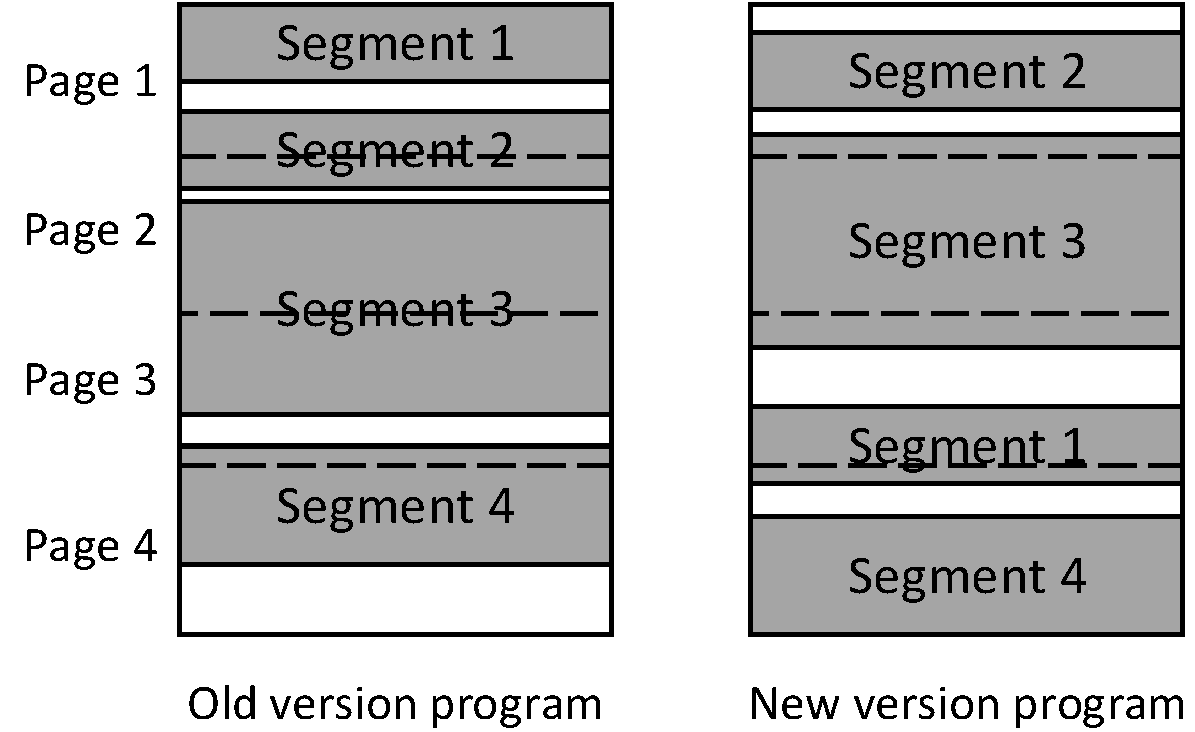 Segment 1
Segment 2
Page 1
Segment 2
Page 2
Segment 3
Segment 3
Page 3
Segment 1
Segment 4
Page 4
Segment 4
Old version program
New version program